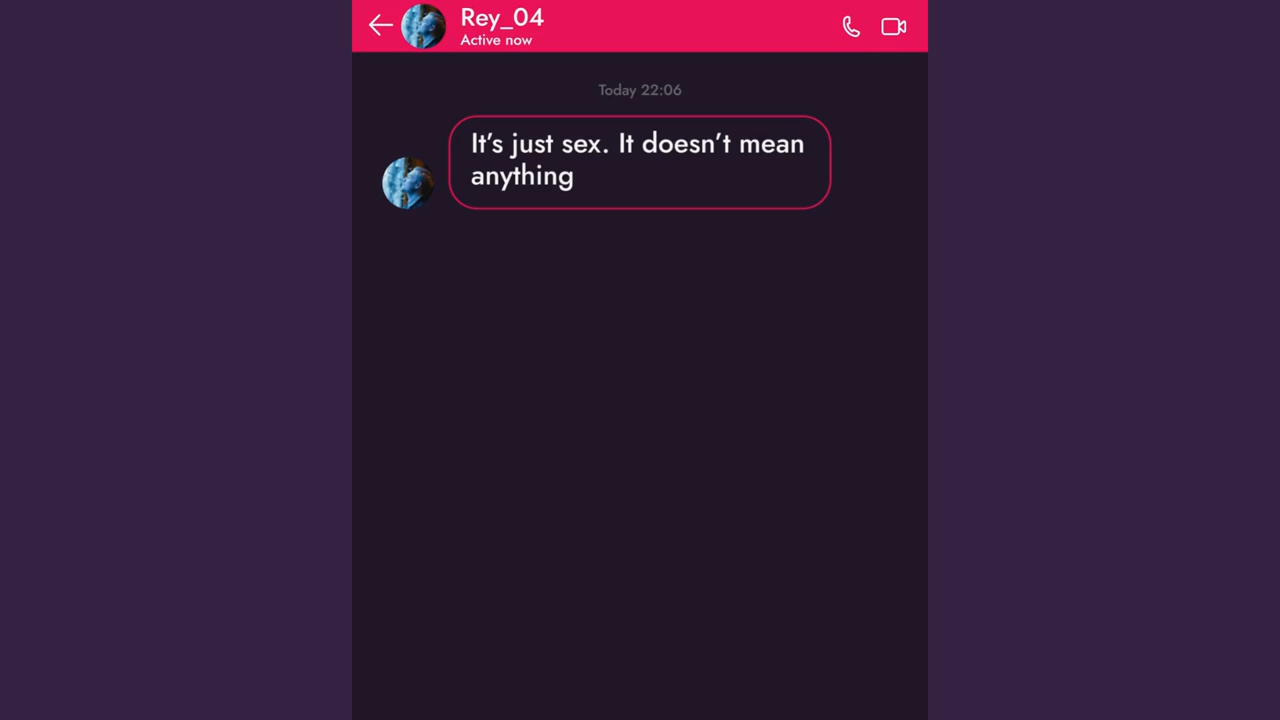 Rey_04
Active now
Today 22:06
It’s just sex. It doesn’t mean
anything